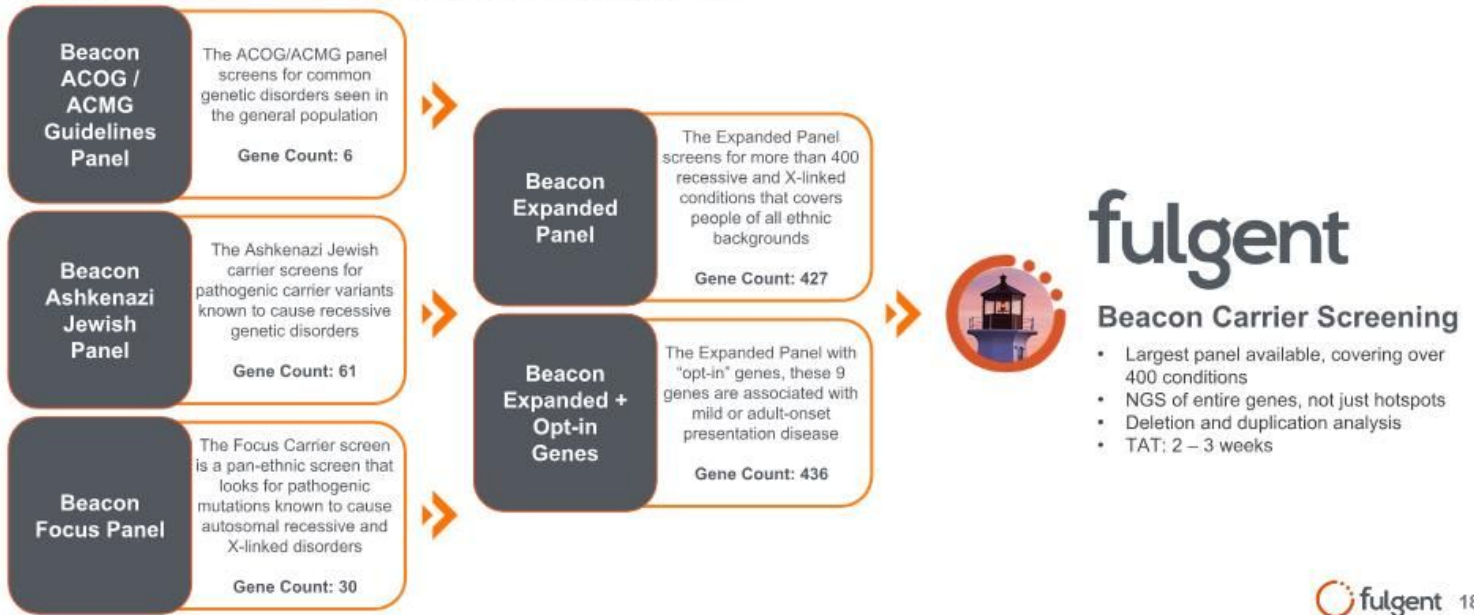 Beacon
ACOG /
ACMG
Guidelines
Panel
The ACOG/ACMG panel
screens for common
genetic disorders seen in
the general population
Gene Count: 6
Beacon
Ashkenazi
Jewish
Panel
The Ashkenazi Jewish
carrier screens for
pathogenic carrier variants
known to cause recessive
genetic disorders
Gene Count: 61
Beacon
Focus Panel
The Focus Carrier screen
is a pan-ethnic screen that
looks for pathogenic
mutations known to cause
autosomal recessive and
X-linked disorders
Gene Count: 30
Beacon
Expanded
Panel
The Expanded Panel
screens for more than 400
recessive and X-linked
conditions that covers
people of all ethnic
backgrounds
Gene Count: 427
Beacon
Expanded +
Opt-in
Genes
The Expanded Panel with
"opt-in" genes, these 9
genes are associated with
mild or adult-onset
presentation disease
Gene Count: 436
fulgent
Beacon Carrier Screening
• Largest panel available, covering over
400 conditions
• NGS of entire genes, not just hotspots
• Deletion and duplication analysis
• TAT: 2 – 3 weeks
fulgent 18